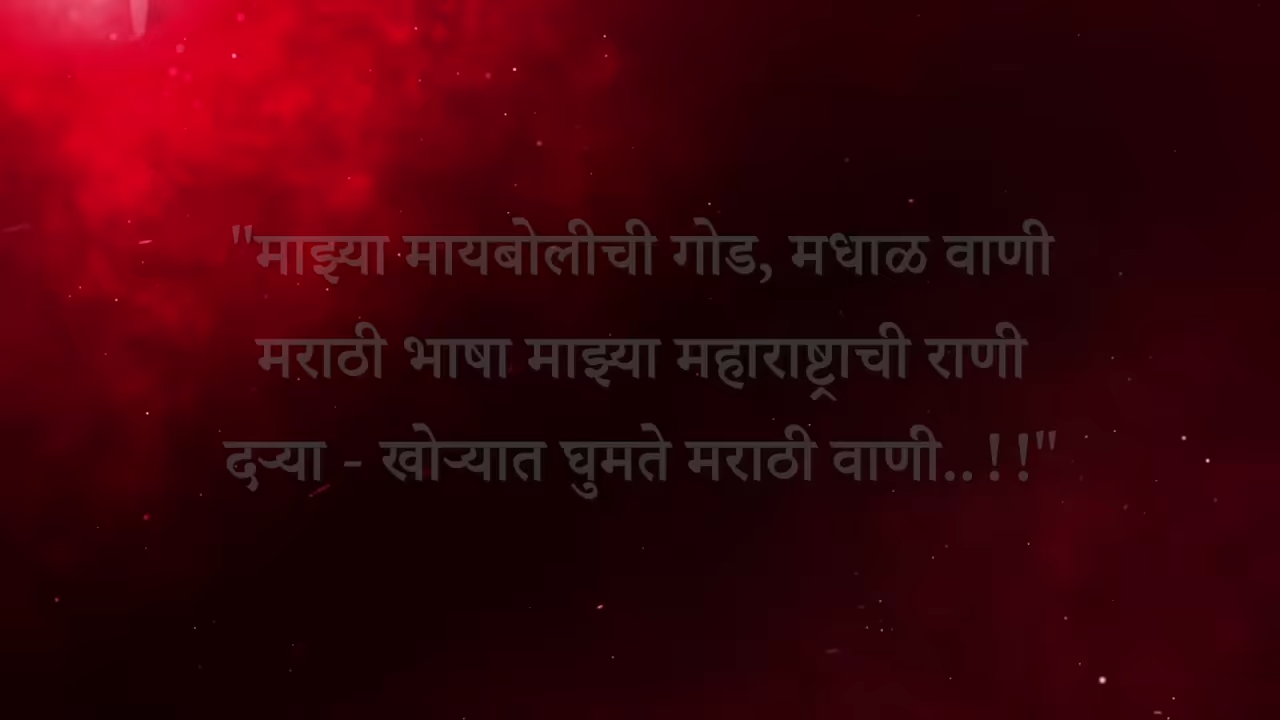 "माझ्या मायबोलीची गोड, मधाळ वाणी
मराठी भाषा माझ्या महाराष्ट्राची राणी
दऱ्या - खोऱ्यात घुमते मराठी वाणी..!!"